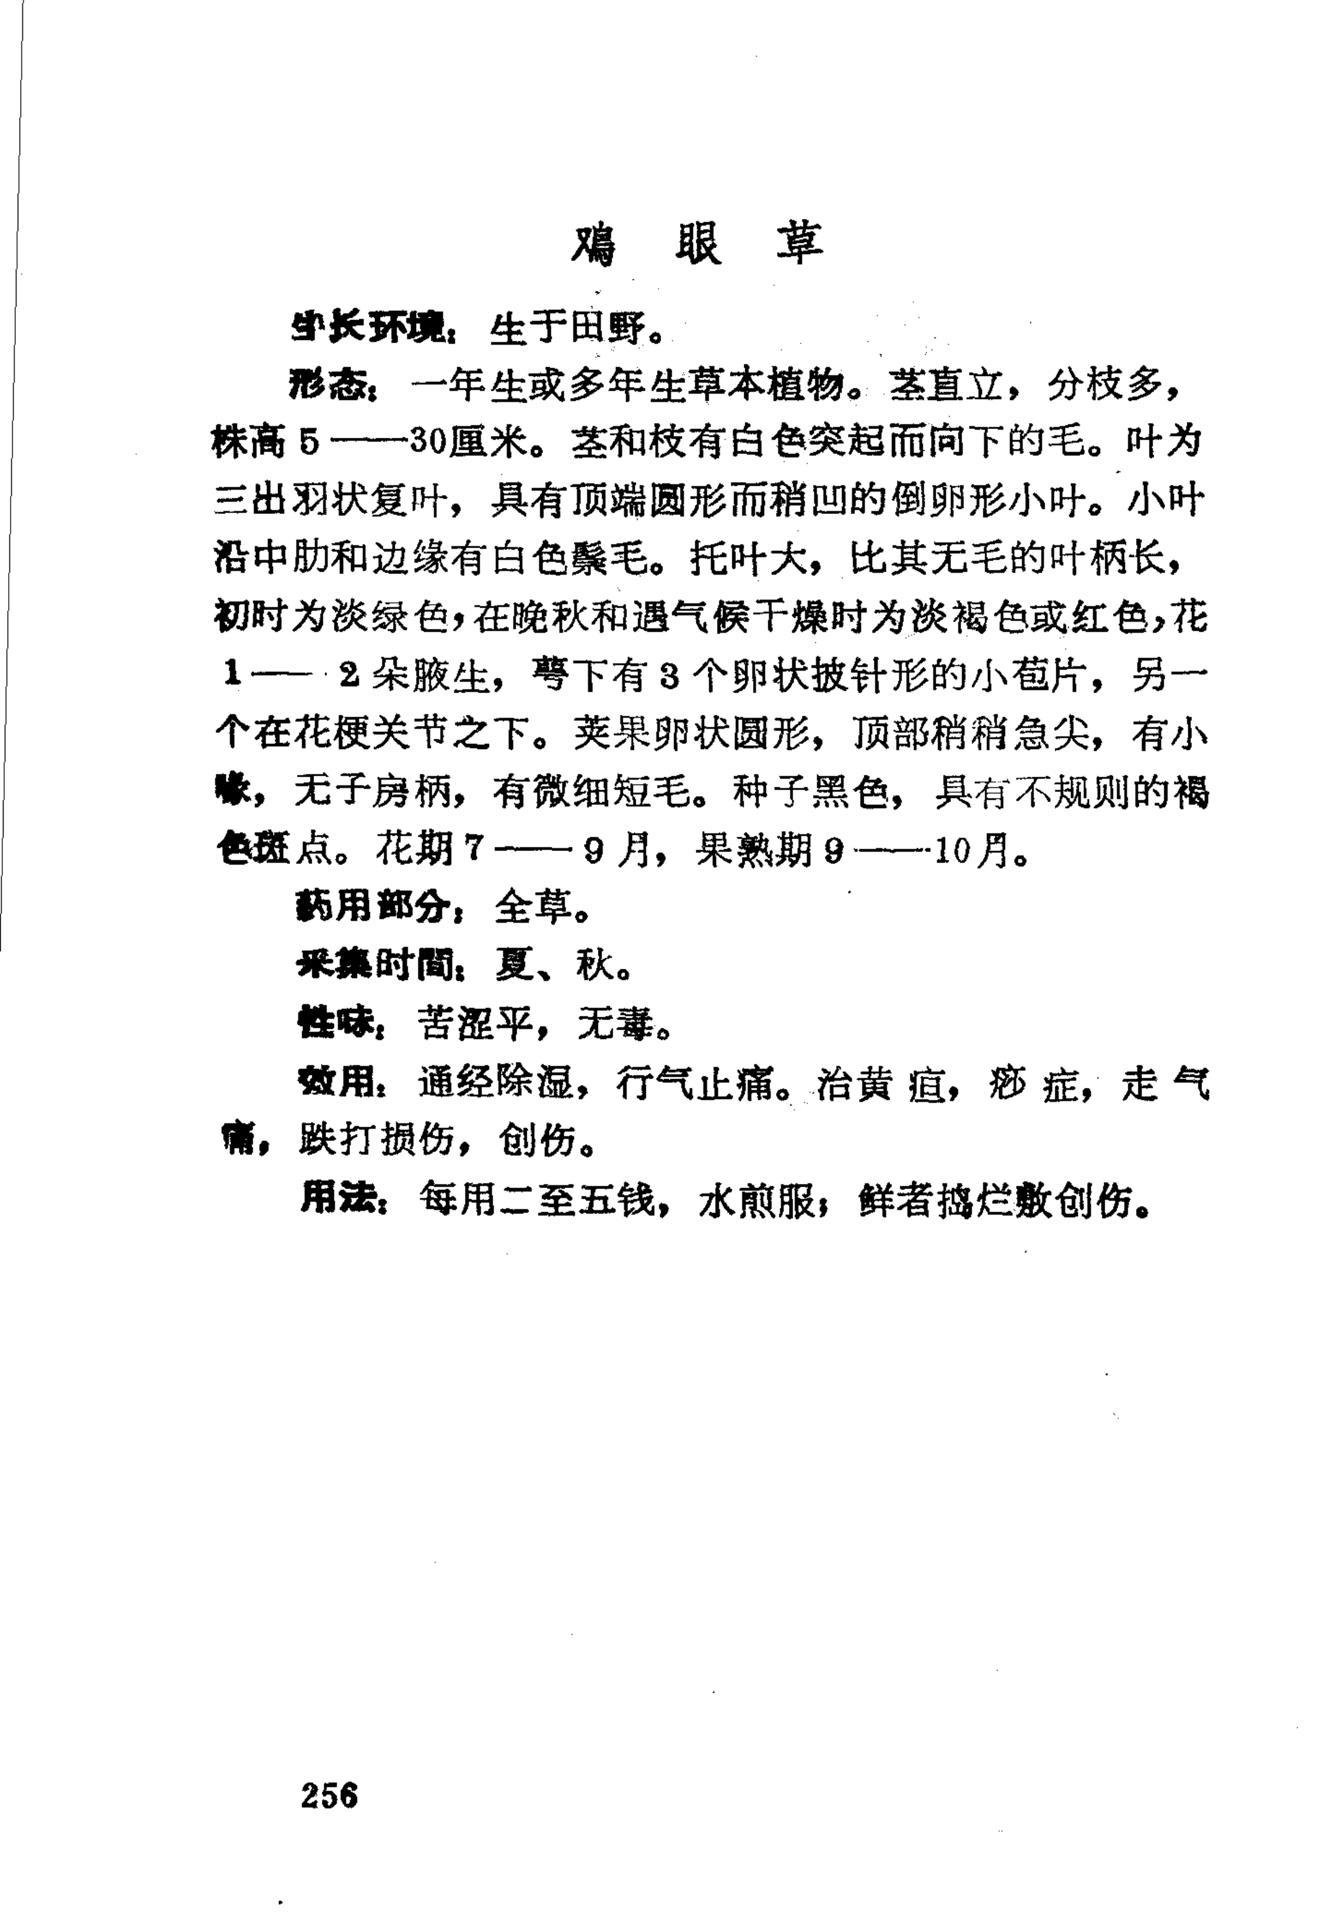 鸡眼草
生长环境：生于田野。
形态：一年生或多年生草本植物。茎直立，分枝多，
株高5——30厘米。茎和枝有白色突起而向下的毛。叶为
三出羽状复叶，具有顶端圆形而稍凹的倒卵形小叶。小叶
沿中肋和边缘有白色鬃毛。托叶大，比其无毛的叶柄长，
初时为淡绿色，在晚秋和遇气候干燥时为淡褐色或红色，花
1——2朵腋生，萼下有3个卵状披针形的小苞片，另一
个在花梗关节之下。荚果卵状圆形，顶部稍稍急尖，有小
喙，无子房柄，有微细短毛。种子黑色，具有不规则的褐
色斑点。花期7——9月，果熟期9——10月。
药用部分：全草。
采集时間：夏、秋。
性味：苦涩平，无毒。
效用：通经除湿，行气止痛。治黄疸，痧症，走气
痛，跌打损伤，创伤。
用法：每用二至五钱，水煎服；鲜者捣烂敷创伤。
256